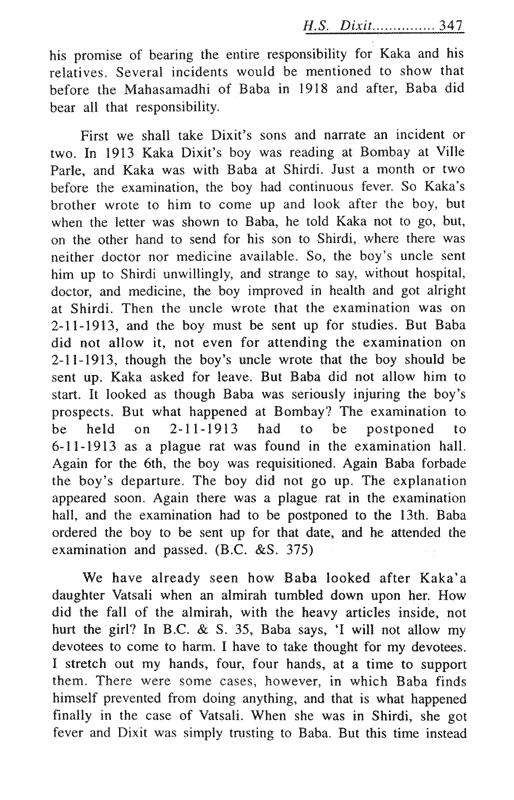 H.S. Dixit............... 347
his promise of bearing the entire responsibility for Kaka and his
relatives. Several incidents would be mentioned to show that
before the Mahasamadhi of Baba in 1918 and after, Baba did
bear all that responsibility.
First we shall take Dixit's sons and narrate an incident or
two. In 1913 Kaka Dixit's boy was reading at Bombay at Ville
Parle, and Kaka was with Baba at Shirdi. Just a month or two
before the examination, the boy had continuous fever. So Kaka's
brother wrote to him to come up and look after the boy, but
when the letter was shown to Baba, he told Kaka not to go, but,
on the other hand to send for his son to Shirdi, where there was
neither doctor nor medicine available. So, the boy's uncle sent
him up to Shirdi unwillingly, and strange to say, without hospital,
doctor, and medicine, the boy improved in health and got alright
at Shirdi. Then the uncle wrote that the examination was on
2-11-1913, and the boy must be sent up for studies. But Baba
did not allow it, not even for attending the examination on
2-11-1913, though the boy's uncle wrote that the boy should be
sent up. Kaka asked for leave. But Baba did not allow him to
start. It looked as though Baba was seriously injuring the boy's
prospects. But what happened at Bombay? The examination to
be held on 2-11-1913 had to be postponed to
6-11-1913 as a plague rat was found in the examination hall.
Again for the 6th, the boy was requisitioned. Again Baba forbade
the boy's departure. The boy did not go up. The explanation
appeared soon. Again there was a plague rat in the examination
hall, and the examination had to be postponed to the 13th. Baba
ordered the boy to be sent up for that date, and he attended the
examination and passed. (B.C. &S. 375)
We have already seen how Baba looked after Kaka'a
daughter Vatsali when an almirah tumbled down upon her. How
did the fall of the almirah, with the heavy articles inside, not
hurt the girl? In B.C. & S. 35, Baba says, 'I will not allow my
devotees to come to harm. I have to take thought for my devotees.
I stretch out my hands, four, four hands, at a time to support
them. There were some cases, however, in which Baba finds
himself prevented from doing anything, and that is what happened
finally in the case of Vatsali. When she was in Shirdi, she got
fever and Dixit was simply trusting to Baba. But this time instead